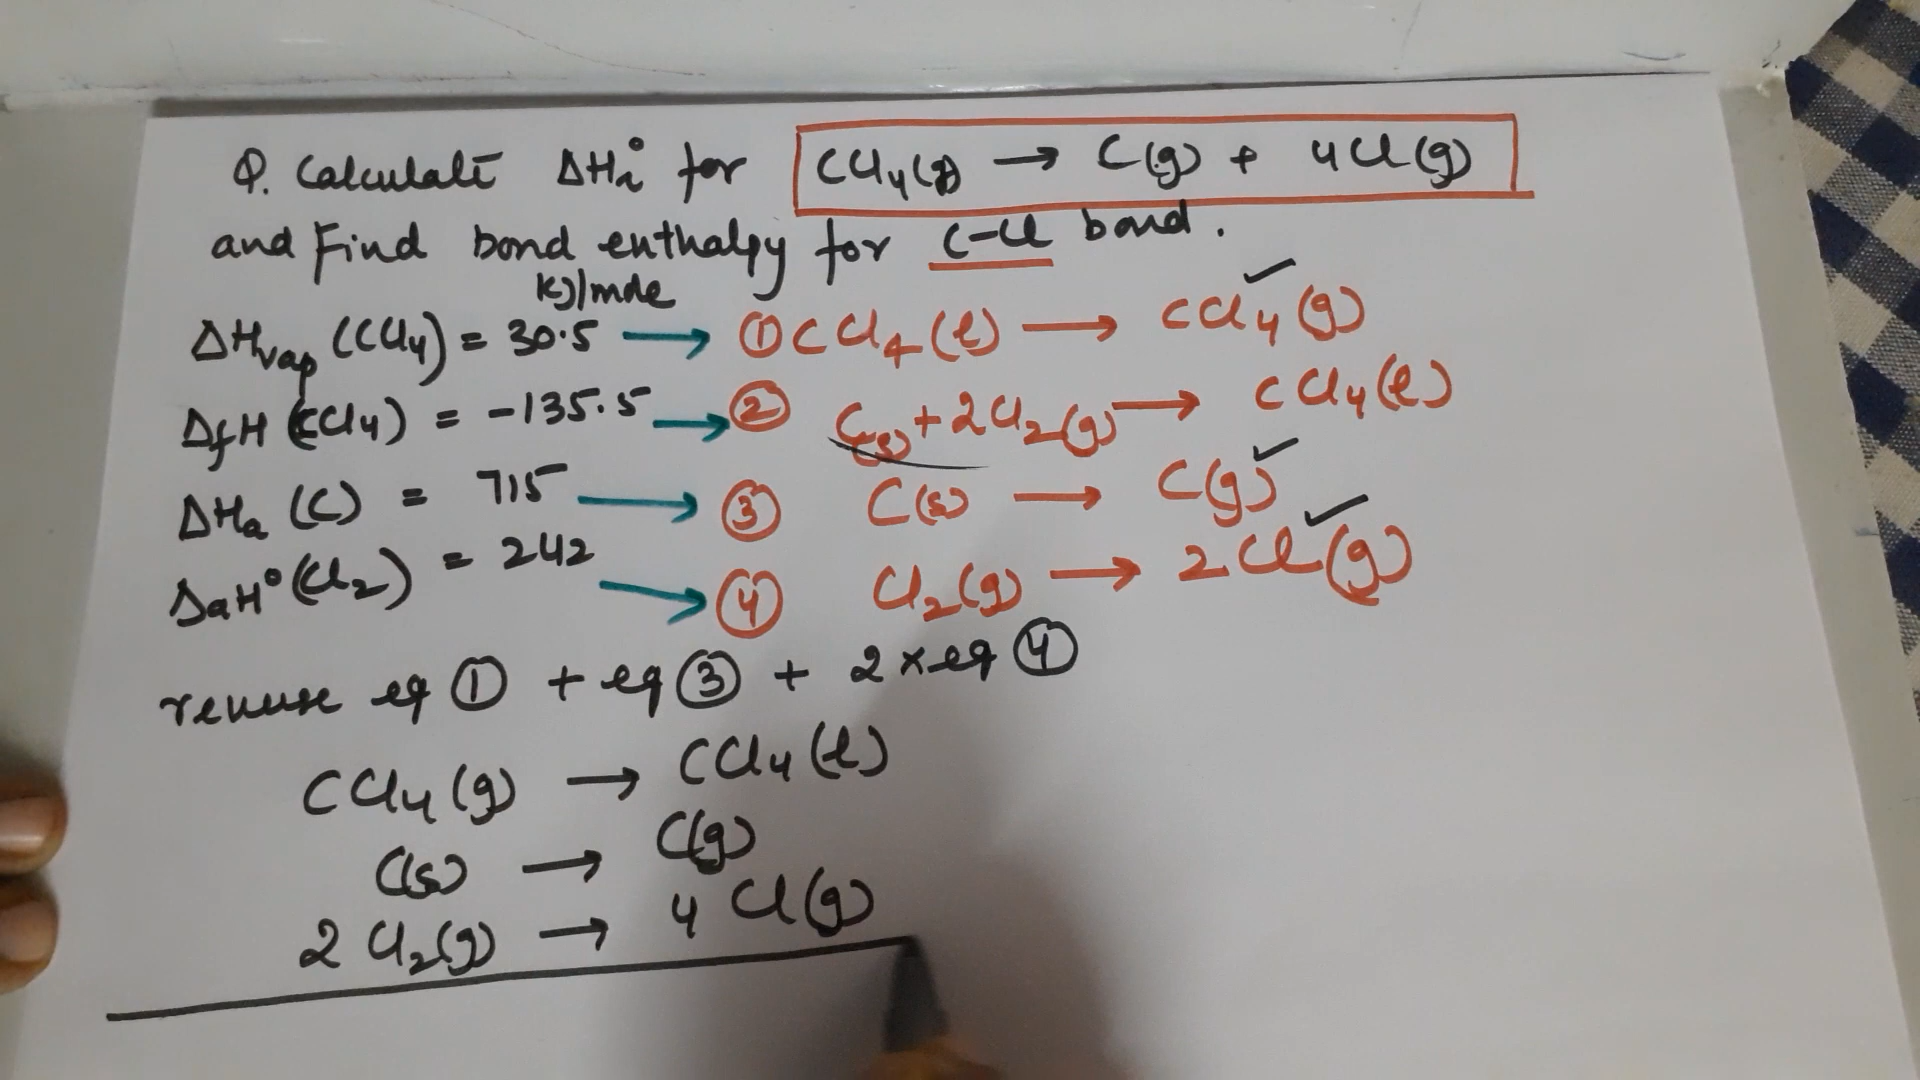 Q. Calculate ΔHr° for CCl4(g) → C(g) + 4Cl(g)
and Find bond enthalpy for C-Cl bond.
kJ/mole
ΔHvap (CCl4) = 30.5 → ① CCl4(l) → CCl4(g)
ΔfH (CCl4) = -135.5 → ② C(s) + 2Cl2(g) → CCl4(l)
ΔHa (C) = 715 → ③ C(s) → C(g)
ΔaH° (Cl2) = 242 → ④ Cl2(g) → 2Cl(g)
reverse eq ① + eq ③ + 2 × eq ④
CCl4(g) → CCl4(l)
C(s) → C(g)
2Cl2(g) → 4Cl(g)